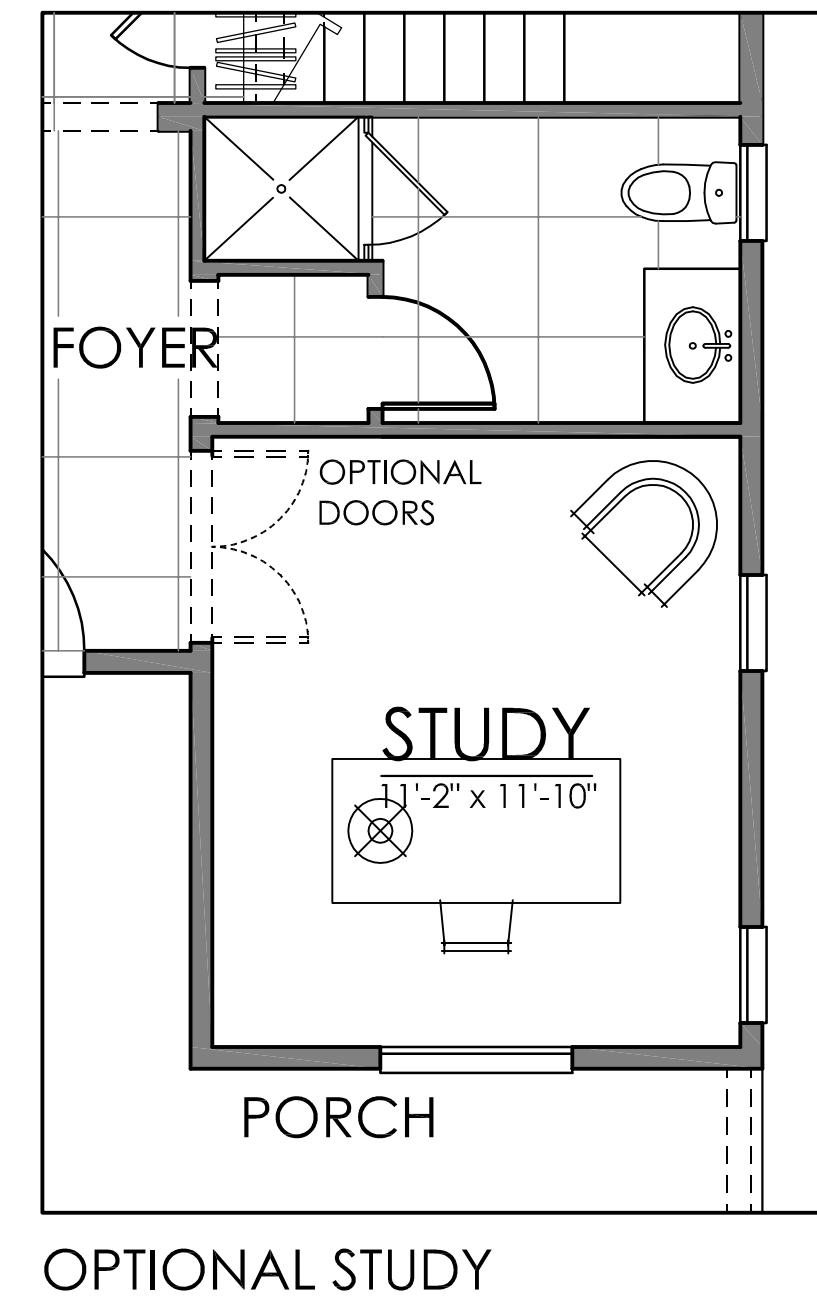 FOYER
OPTIONAL
DOORS
STUDY
11'-2" x 11'-10"
PORCH
OPTIONAL STUDY